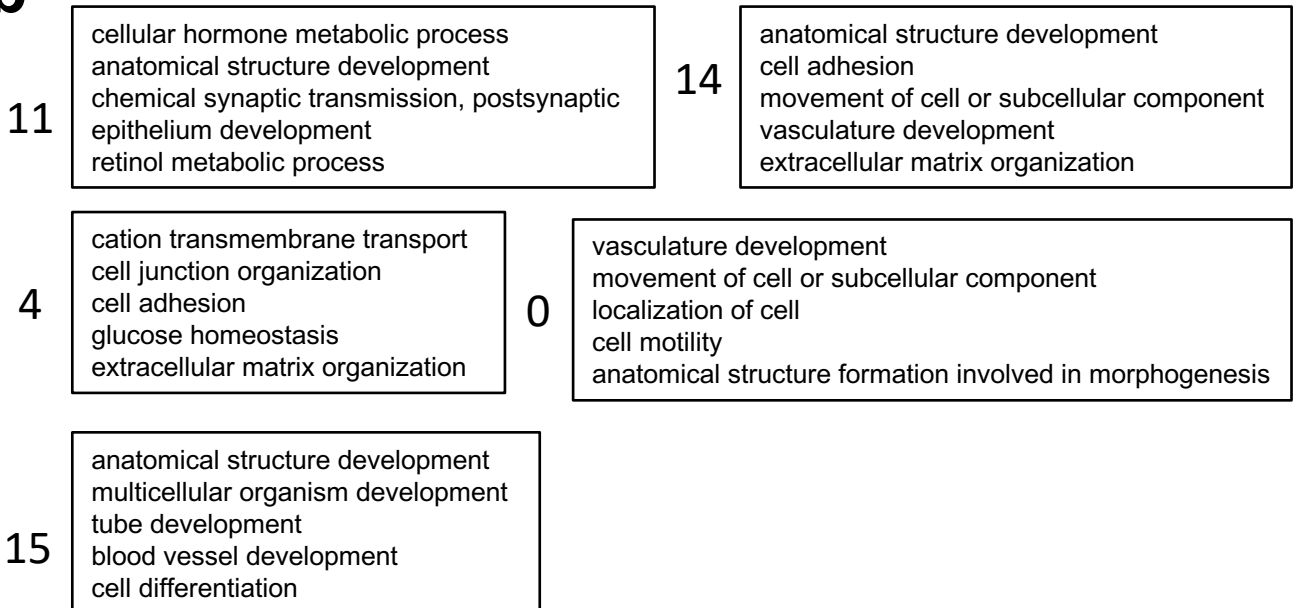 b
11
cellular hormone metabolic process
anatomical structure development
chemical synaptic transmission, postsynaptic
epithelium development
retinol metabolic process
14
anatomical structure development
cell adhesion
movement of cell or subcellular component
vasculature development
extracellular matrix organization
4
cation transmembrane transport
cell junction organization
cell adhesion
glucose homeostasis
extracellular matrix organization
0
vasculature development
movement of cell or subcellular component
localization of cell
cell motility
anatomical structure formation involved in morphogenesis
15
anatomical structure development
multicellular organism development
tube development
blood vessel development
cell differentiation